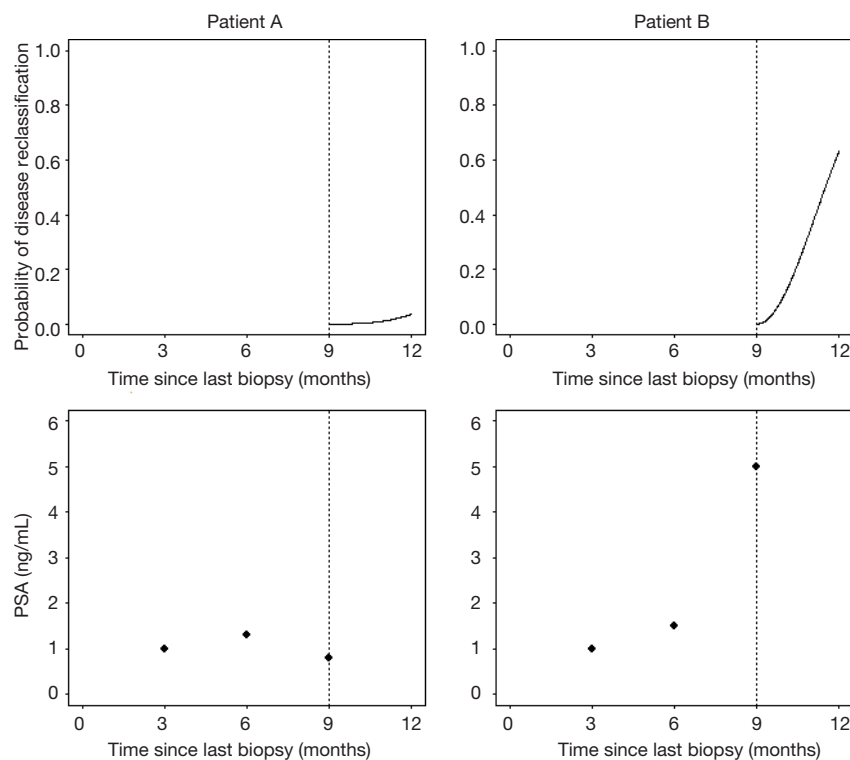 Patient A
Patient B
Probability of disease reclassification
1.0
0.8
0.6
0.4
0.2
0.0
0 3 6 9 12
Time since last biopsy (months)
1.0
0.8
0.6
0.4
0.2
0.0
0 3 6 9 12
Time since last biopsy (months)
PSA (ng/mL)
6
5
4
3
2
1
0
0 3 6 9 12
Time since last biopsy (months)
6
5
4
3
2
1
0
0 3 6 9 12
Time since last biopsy (months)